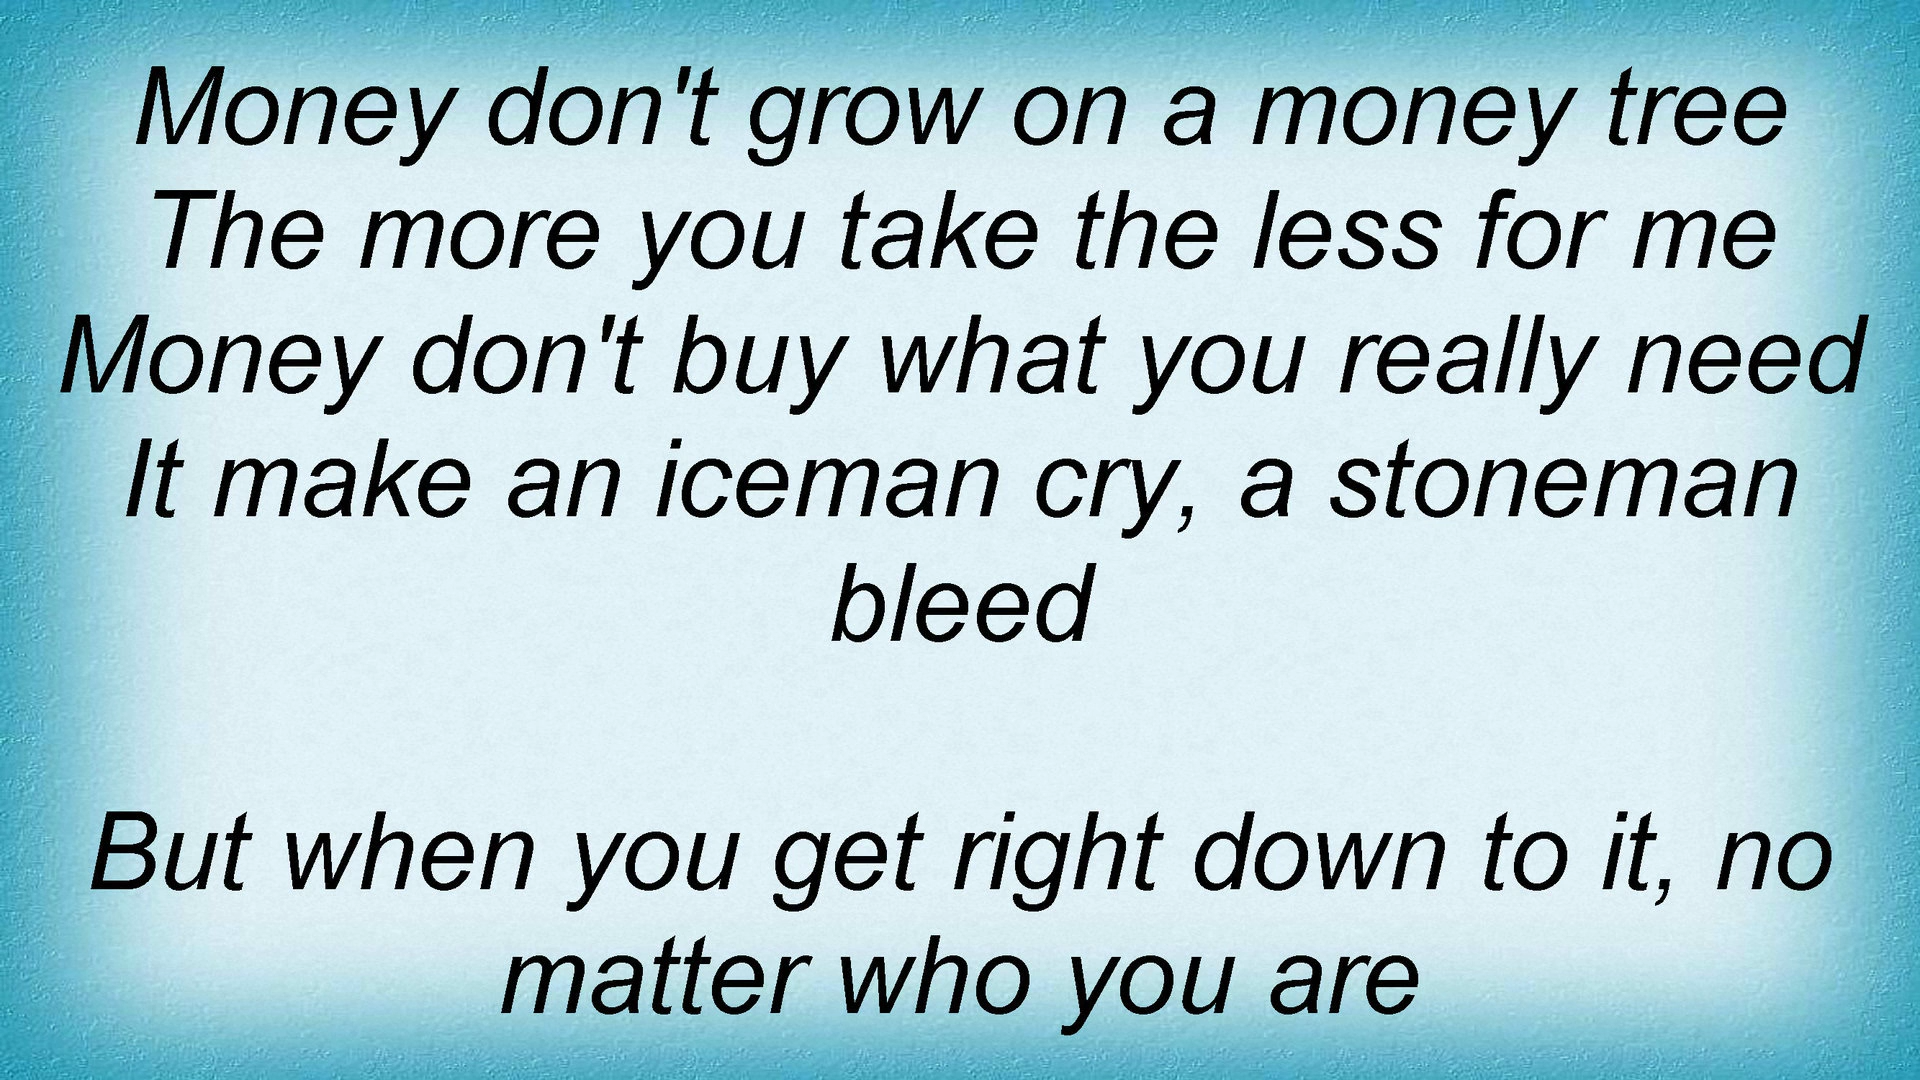 Money don't grow on a money tree
The more you take the less for me
Money don't buy what you really need
It make an iceman cry, a stoneman
bleed
But when you get right down to it, no
matter who you are